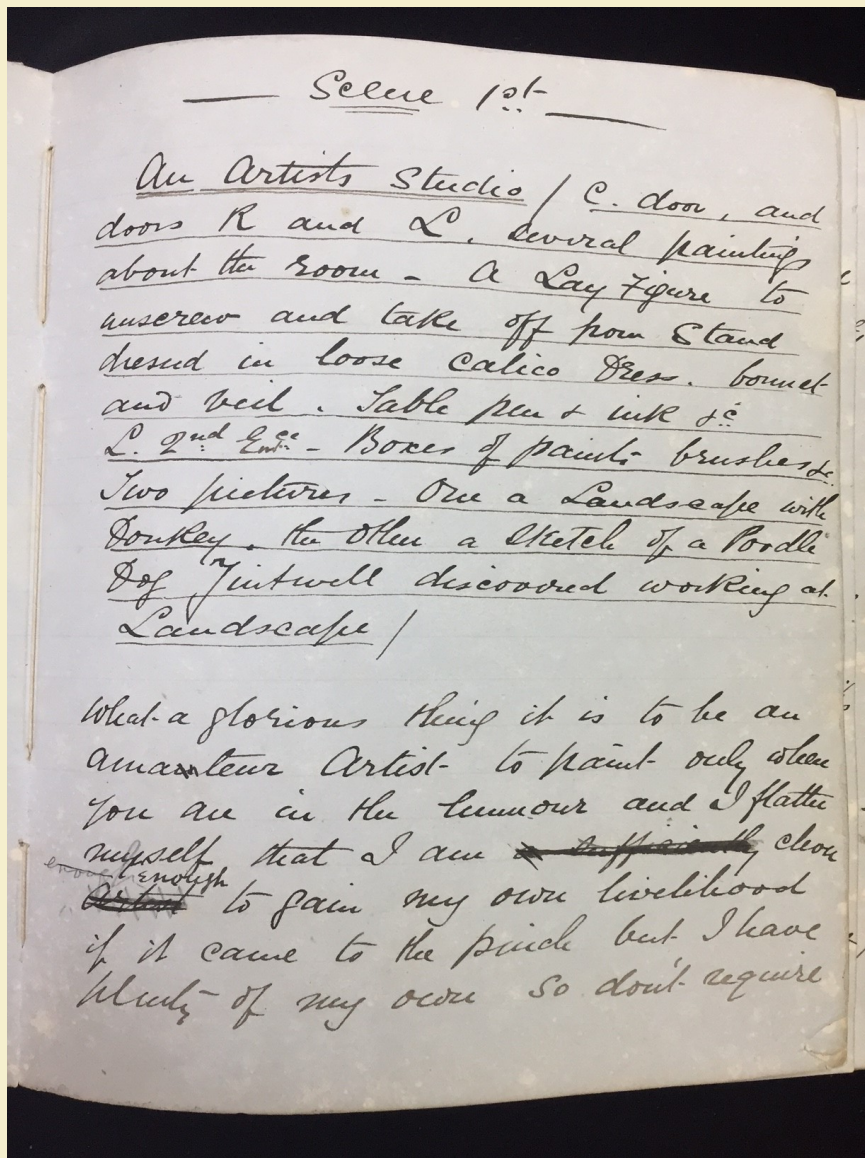 Scene 1st
An Artists Studio / C. door, and
doors R and L. several paintings
about the room - A Lay Figure to
unscrew and take off from Stand
dressed in loose calico Dress. bonnet
and veil. Table pen & ink &c
L. 2nd Entce - Boxes of paints brushes &c.
Two pictures - One a Landscape with
Donkey. the other a sketch of a Poodle
Dog Tintwell discovered working at
Landscape /
What a glorious thing it is to be an
amateur Artist to paint only when
you are in the humour and I flatter
myself that I am a sufficiently clever
enough
Artist enough to gain my own livelihood
if it came to the pinch but I have
plenty of my own so don't require